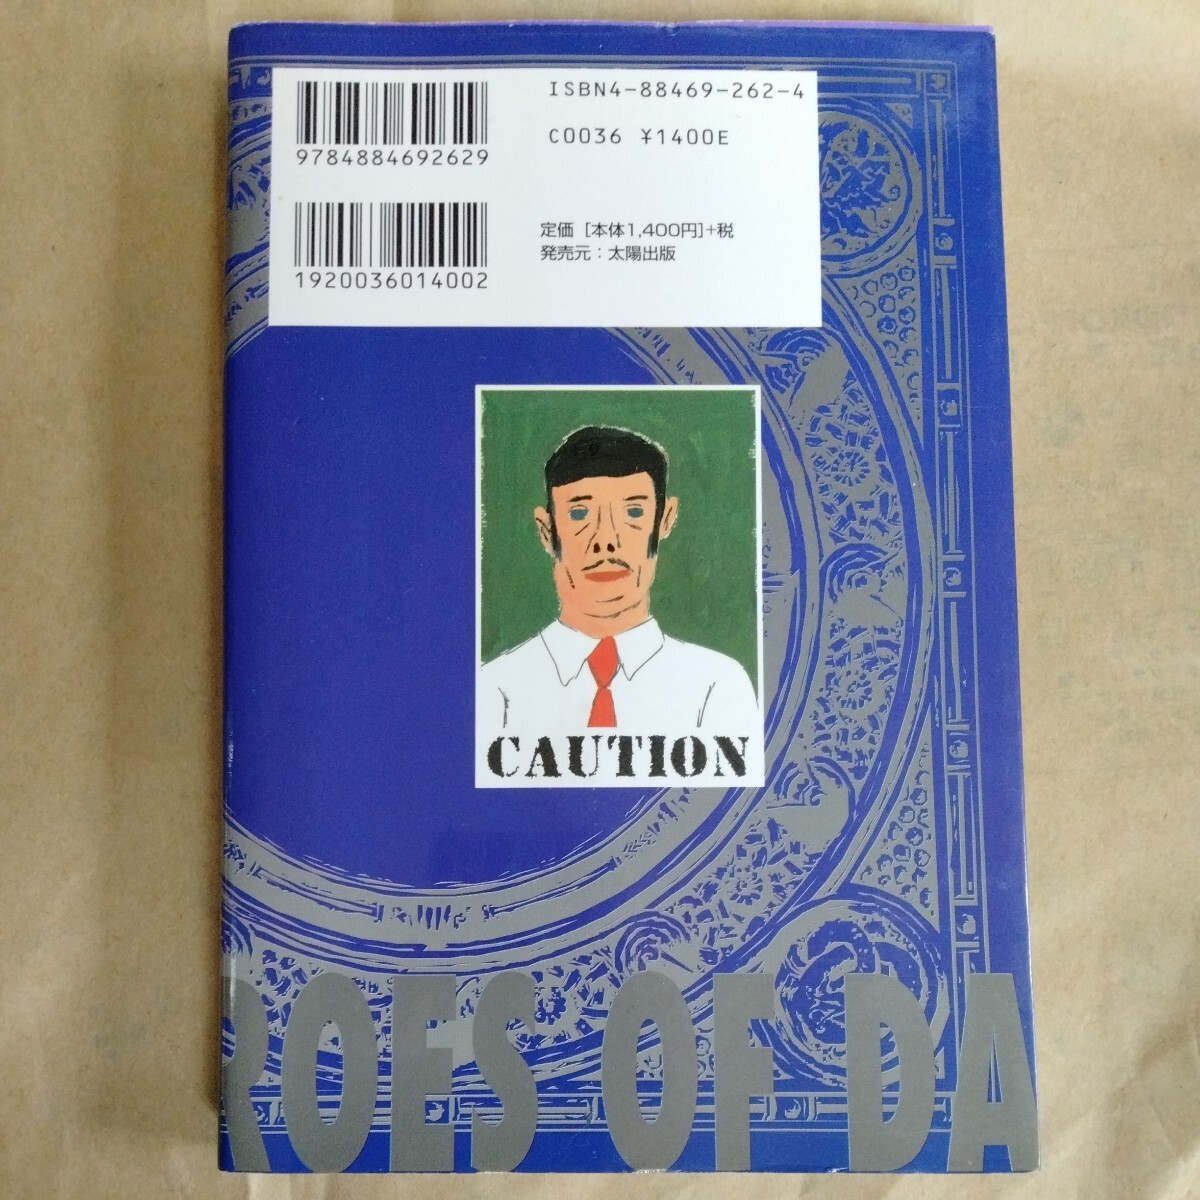 ISBN4-88469-262-4
C0036 ¥1400E
9784884692629
定価 [本体1,400円]+税
発売元：太陽出版
1920036014002
CAUTION
ROES OF DA